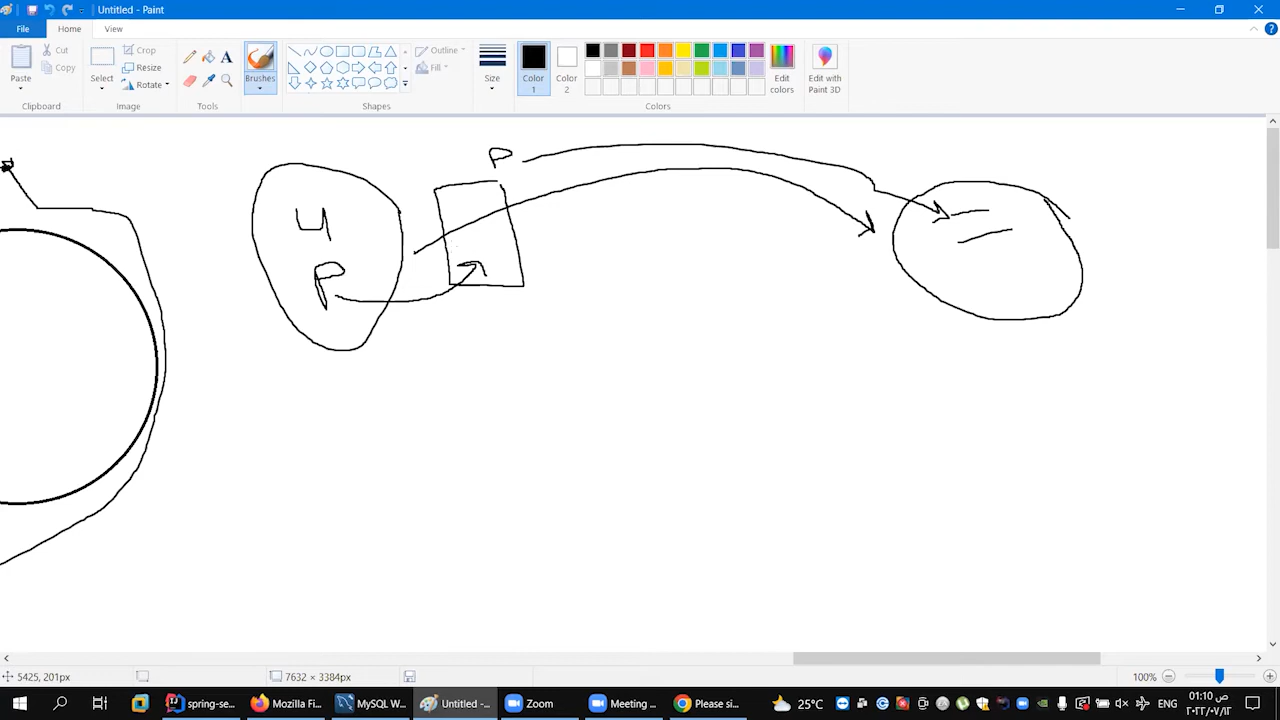 Untitled - Paint
File
Home
View
Paste
Cut
Copy
Clipboard
Select
Crop
Resize
Rotate
Image
A
Tools
Brushes
Outline
Fill
Shapes
Size
Color 1
Color 2
Edit colors
Edit with Paint 3D
Colors
P
U
P
5425, 201px
7632 × 3384px
100%
spring-se...
Mozilla Fi...
MySQL W...
Untitled -...
Zoom
Meeting ...
Please si...
25°C
ENG
01:10 ص